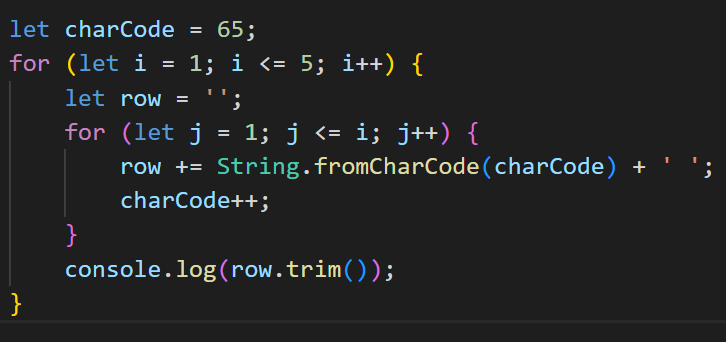 let charCode = 65;
for (let i = 1; i <= 5; i++) {
    let row = '';
    for (let j = 1; j <= i; j++) {
        row += String.fromCharCode(charCode) + ' ';
        charCode++;
    }
    console.log(row.trim());
}